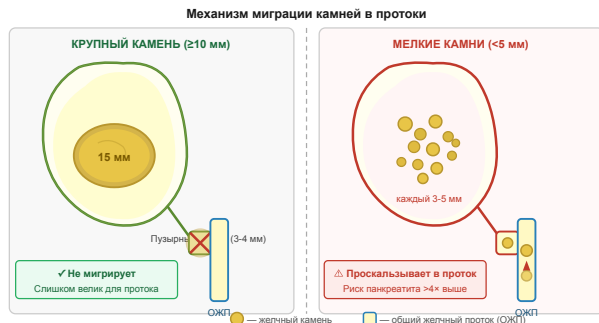 Механизм миграции камней в протоки
КРУПНЫЙ КАМЕНЬ (≥10 мм)
15 мм
(3-4 мм)
✓ Не мигрирует
Слишком велик для протока
ОЖП
МЕЛКИЕ КАМНИ (<5 мм)
каждый 3-5 мм
⚠ Проскальзывает в проток
Риск панкреатита >4× выше
ОЖП
— желчный камень
— общий желчный проток (ОЖП)